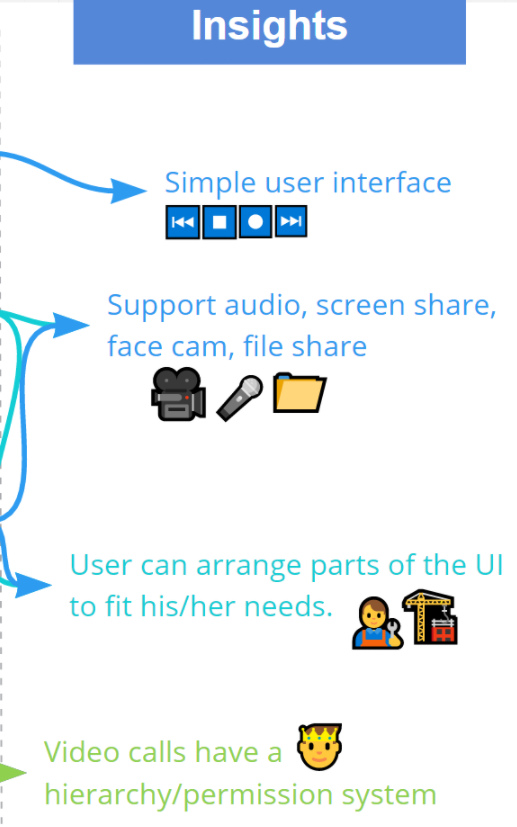 Insights
Simple user interface
Support audio, screen share,
face cam, file share
User can arrange parts of the UI
to fit his/her needs.
Video calls have a
hierarchy/permission system